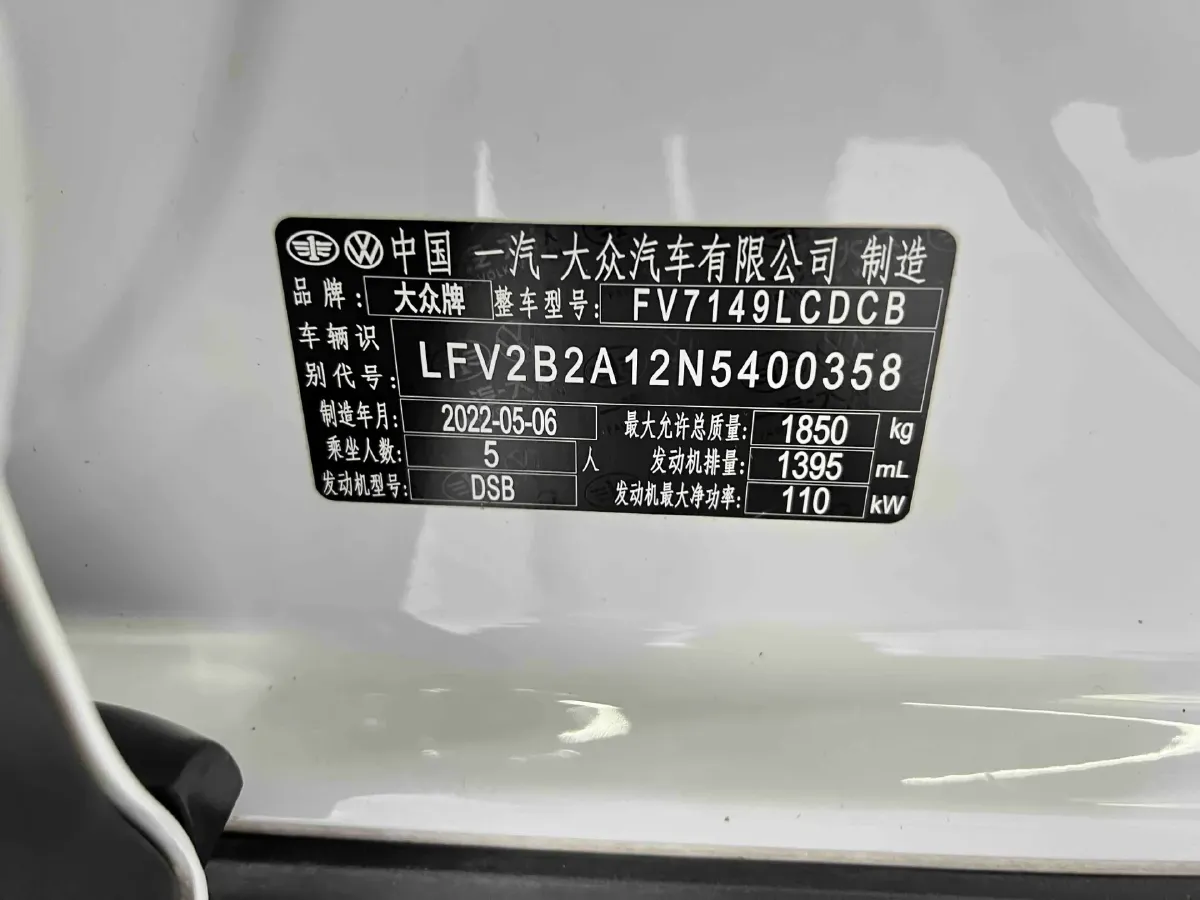 中国 一汽-大众汽车有限公司 制造
品牌: 大众牌 整车型号: FV7149LCDCB
车辆识别代号: LFV2B2A12N5400358
制造年月: 2022-05-06 最大允许总质量: 1850 kg
乘坐人数: 5 人 发动机排量: 1395 mL
发动机型号: DSB 发动机最大净功率: 110 kW